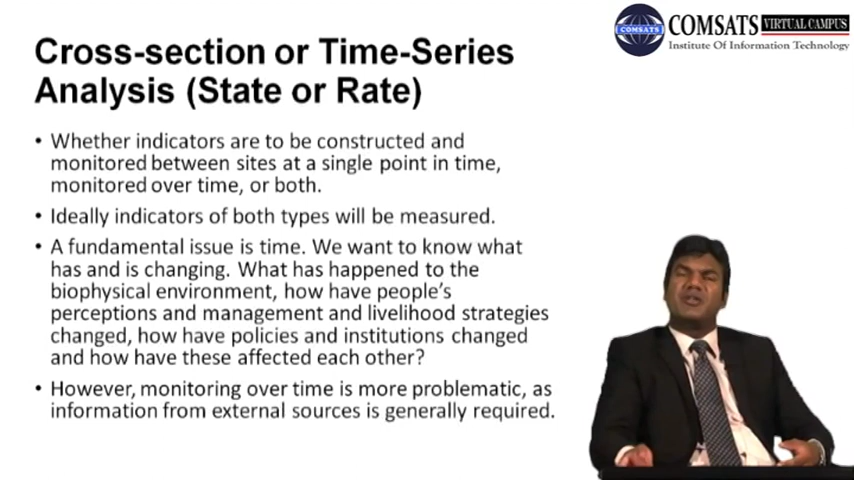 COMSATS
COMSATS VIRTUAL CAMPUS
Institute Of Information Technology
Cross-section or Time-Series
Analysis (State or Rate)
• Whether indicators are to be constructed and
monitored between sites at a single point in time,
monitored over time, or both.
• Ideally indicators of both types will be measured.
• A fundamental issue is time. We want to know what
has and is changing. What has happened to the
biophysical environment, how have people's
perceptions and management and livelihood strategies
changed, how have policies and institutions changed
and how have these affected each other?
• However, monitoring over time is more problematic, as
information from external sources is generally required.